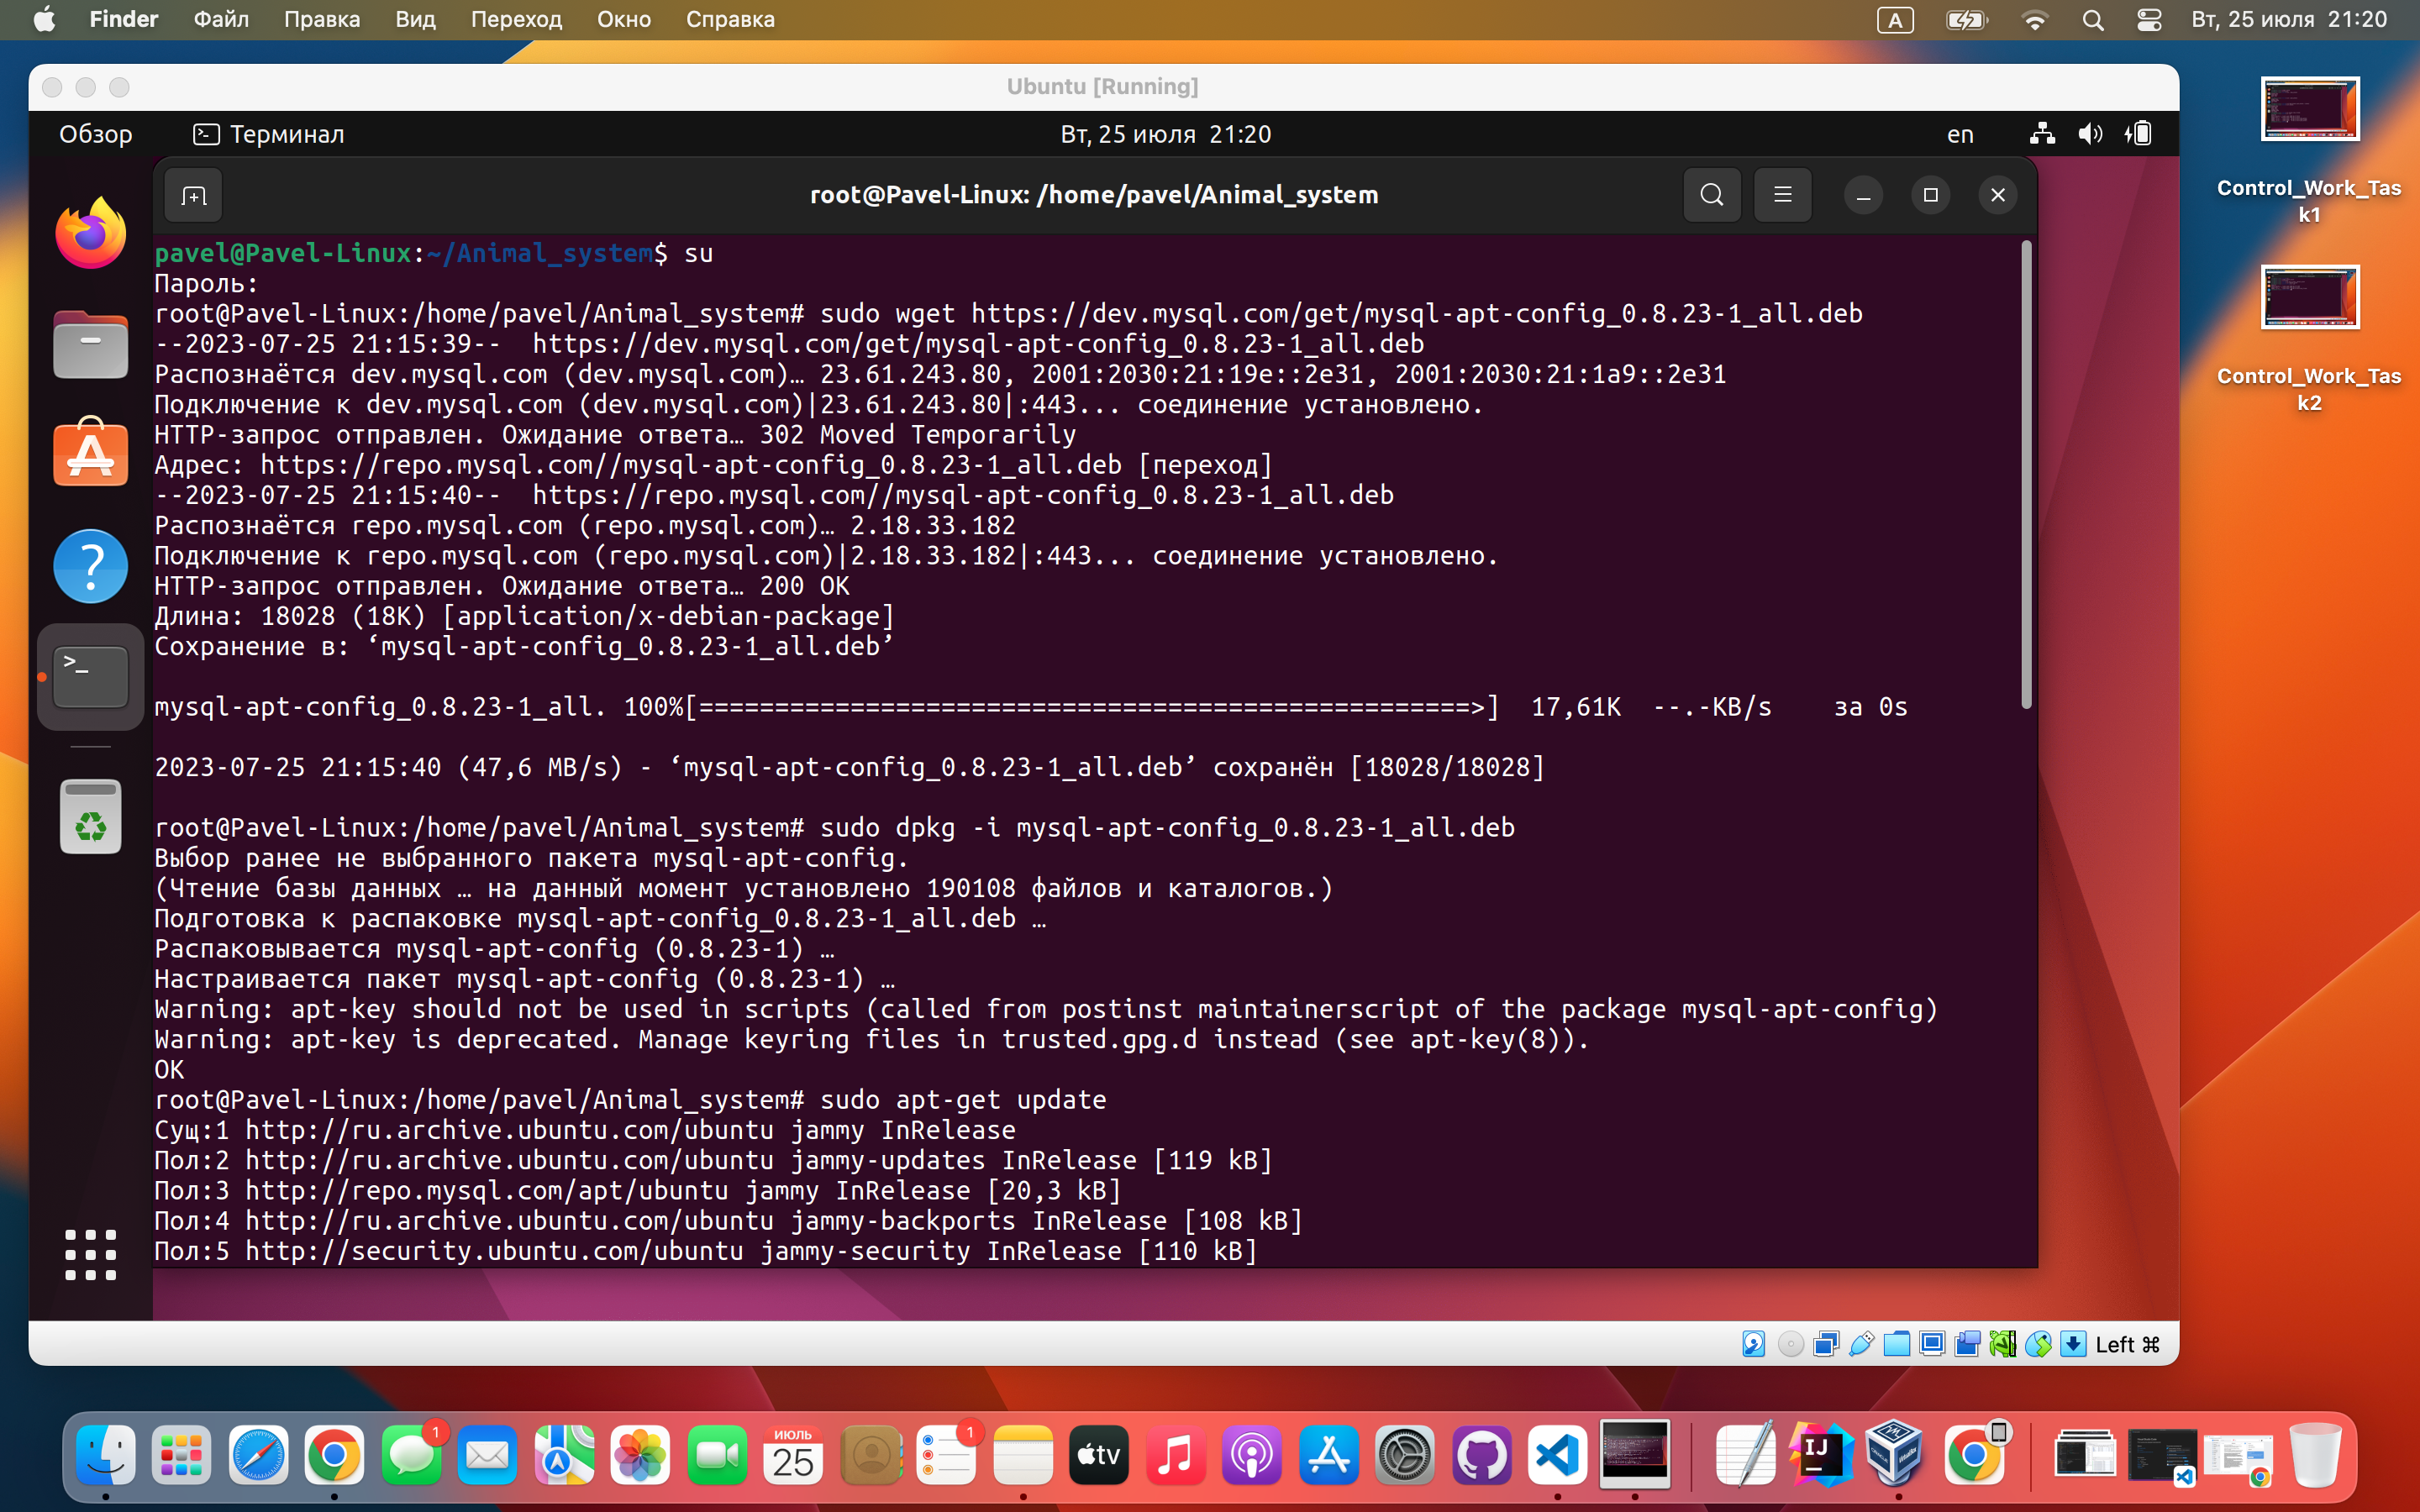 Finder Файл Правка Вид Переход Окно Справка A Вт, 25 июля 21:20
Ubuntu [Running]
Обзор Терминал Вт, 25 июля 21:20 en
root@Pavel-Linux: /home/pavel/Animal_system
pavel@Pavel-Linux:~/Animal_system$ su
Пароль:
root@Pavel-Linux:/home/pavel/Animal_system# sudo wget https://dev.mysql.com/get/mysql-apt-config_0.8.23-1_all.deb
--2023-07-25 21:15:39--  https://dev.mysql.com/get/mysql-apt-config_0.8.23-1_all.deb
Распознаётся dev.mysql.com (dev.mysql.com)… 23.61.243.80, 2001:2030:21:19e::2e31, 2001:2030:21:1a9::2e31
Подключение к dev.mysql.com (dev.mysql.com)|23.61.243.80|:443... соединение установлено.
HTTP-запрос отправлен. Ожидание ответа… 302 Moved Temporarily
Адрес: https://repo.mysql.com//mysql-apt-config_0.8.23-1_all.deb [переход]
--2023-07-25 21:15:40--  https://repo.mysql.com//mysql-apt-config_0.8.23-1_all.deb
Распознаётся repo.mysql.com (repo.mysql.com)… 2.18.33.182
Подключение к repo.mysql.com (repo.mysql.com)|2.18.33.182|:443... соединение установлено.
HTTP-запрос отправлен. Ожидание ответа… 200 OK
Длина: 18028 (18K) [application/x-debian-package]
Сохранение в: ‘mysql-apt-config_0.8.23-1_all.deb’
mysql-apt-config_0.8.23-1_all. 100%[===================================================>]  17,61K  --.-KB/s    за 0s
2023-07-25 21:15:40 (47,6 MB/s) - ‘mysql-apt-config_0.8.23-1_all.deb’ сохранён [18028/18028]
root@Pavel-Linux:/home/pavel/Animal_system# sudo dpkg -i mysql-apt-config_0.8.23-1_all.deb
Выбор ранее не выбранного пакета mysql-apt-config.
(Чтение базы данных … на данный момент установлено 190108 файлов и каталогов.)
Подготовка к распаковке mysql-apt-config_0.8.23-1_all.deb …
Распаковывается mysql-apt-config (0.8.23-1) …
Настраивается пакет mysql-apt-config (0.8.23-1) …
Warning: apt-key should not be used in scripts (called from postinst maintainerscript of the package mysql-apt-config)
Warning: apt-key is deprecated. Manage keyring files in trusted.gpg.d instead (see apt-key(8)).
OK
root@Pavel-Linux:/home/pavel/Animal_system# sudo apt-get update
Сущ:1 http://ru.archive.ubuntu.com/ubuntu jammy InRelease
Пол:2 http://ru.archive.ubuntu.com/ubuntu jammy-updates InRelease [119 kB]
Пол:3 http://repo.mysql.com/apt/ubuntu jammy InRelease [20,3 kB]
Пол:4 http://ru.archive.ubuntu.com/ubuntu jammy-backports InRelease [108 kB]
Пол:5 http://security.ubuntu.com/ubuntu jammy-security InRelease [110 kB]
Left ⌘
Control_Work_Tas
k1
Control_Work_Tas
k2
1
ИЮЛЬ
25
1
tv
IJ